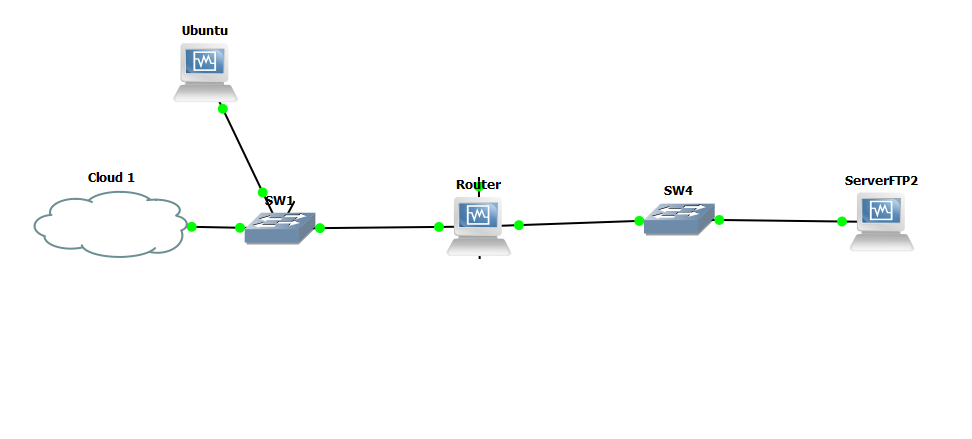 Ubuntu
Cloud 1
SW1
Router
SW4
ServerFTP2